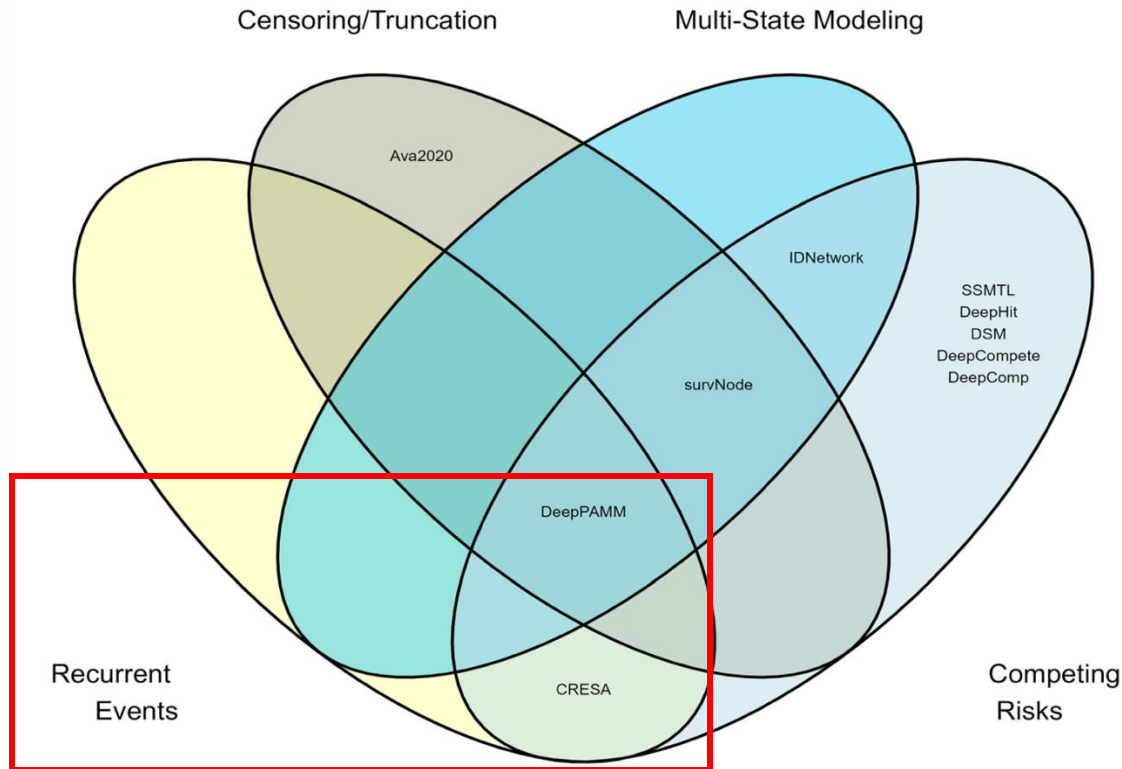 Censoring/Truncation
Multi-State Modeling
Ava2020
IDNetwork
SSMTL
DeepHit
DSM
DeepCompete
DeepComp
survNode
DeepPAMM
Recurrent
Events
CRESA
Competing
Risks